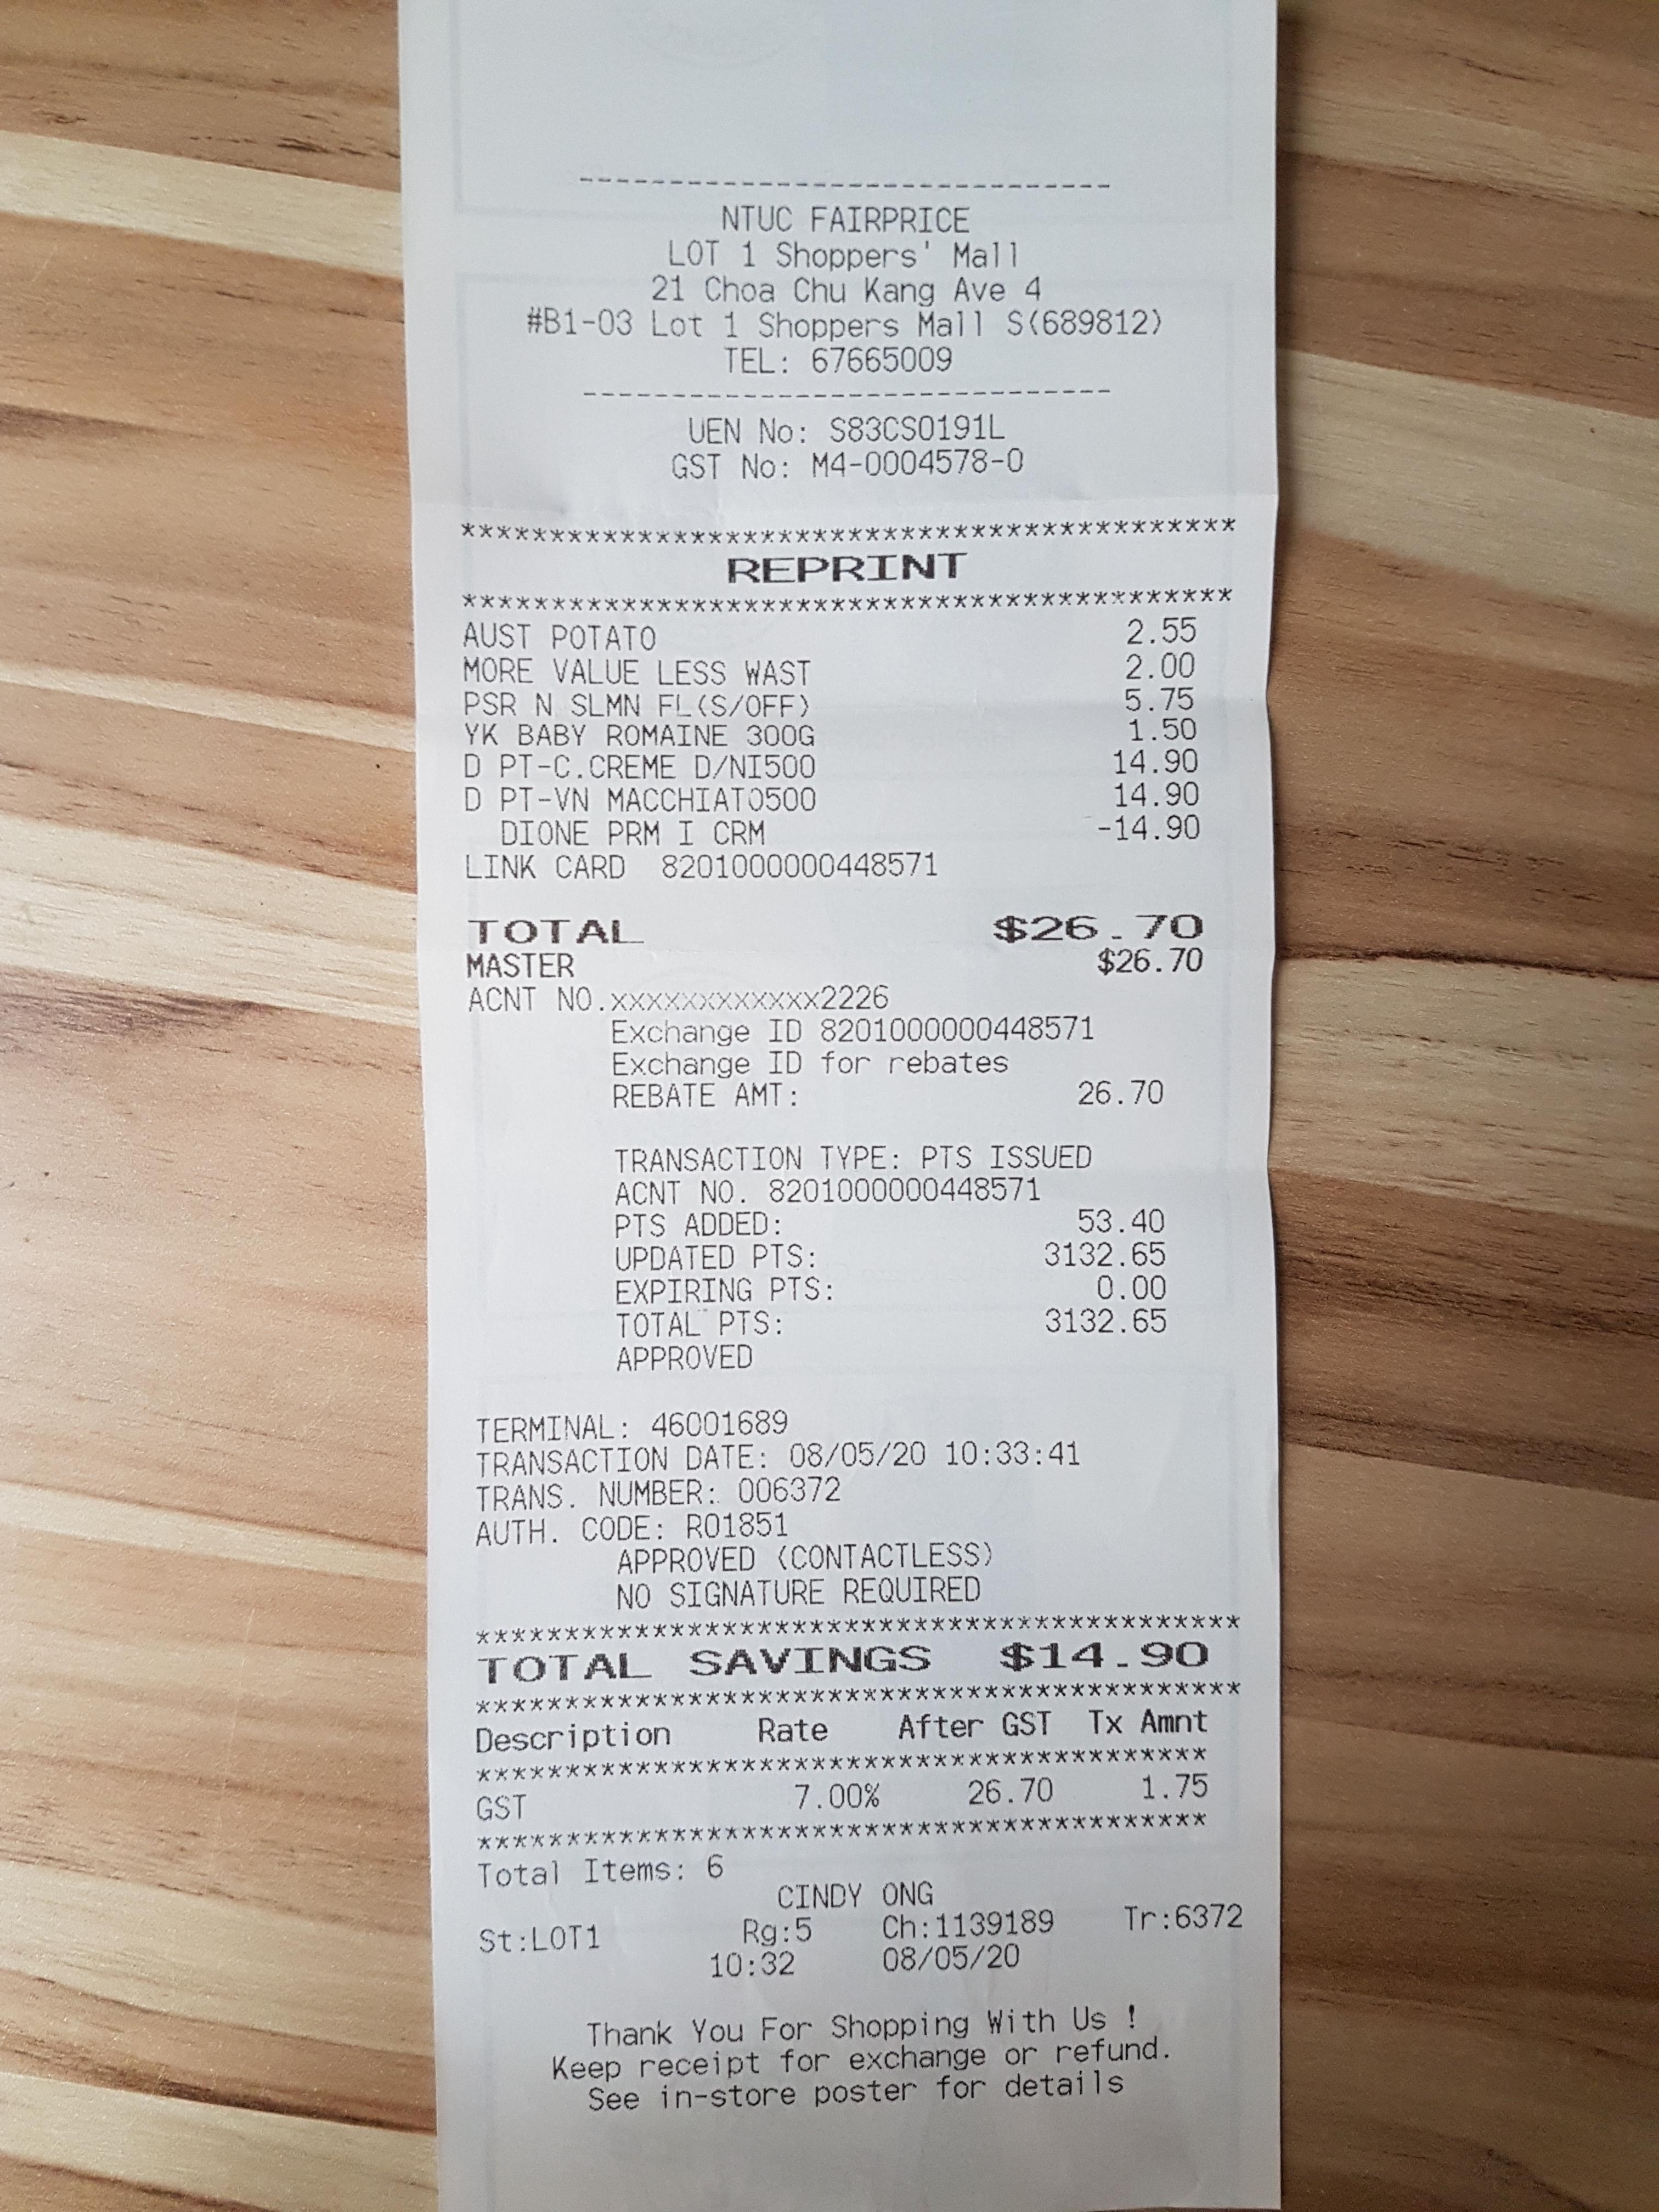 ------------------------------
NTUC FAIRPRICE
LOT 1 Shoppers' Mall
21 Choa Chu Kang Ave 4
#B1-03 Lot 1 Shoppers Mall S(689812)
TEL: 67665009
------------------------------
UEN No: S83CS0191L
GST No: M4-0004578-0
********************************************
REPRINT
********************************************
AUST POTATO 2.55
MORE VALUE LESS WAST 2.00
PSR N SLMN FL(S/OFF) 5.75
YK BABY ROMAINE 300G 1.50
D PT-C.CREME D/NI500 14.90
D PT-VN MACCHIATO500 14.90
DIONE PRM I CRM -14.90
LINK CARD 8201000000448571
TOTAL $26.70
MASTER $26.70
ACNT NO.xxxxxxxxxxxx2226
Exchange ID 8201000000448571
Exchange ID for rebates
REBATE AMT: 26.70
TRANSACTION TYPE: PTS ISSUED
ACNT NO. 8201000000448571
PTS ADDED: 53.40
UPDATED PTS: 3132.65
EXPIRING PTS: 0.00
TOTAL PTS: 3132.65
APPROVED
TERMINAL: 46001689
TRANSACTION DATE: 08/05/20 10:33:41
TRANS. NUMBER: 006372
AUTH. CODE: R01851
APPROVED (CONTACTLESS)
NO SIGNATURE REQUIRED
********************************************
TOTAL SAVINGS $14.90
********************************************
Description Rate After GST Tx Amnt
******************************************
GST 7.00% 26.70 1.75
******************************************
Total Items: 6
CINDY ONG
St:LOT1 Rg:5 Ch:1139189 Tr:6372
10:32 08/05/20
Thank You For Shopping With Us !
Keep receipt for exchange or refund.
See in-store poster for details